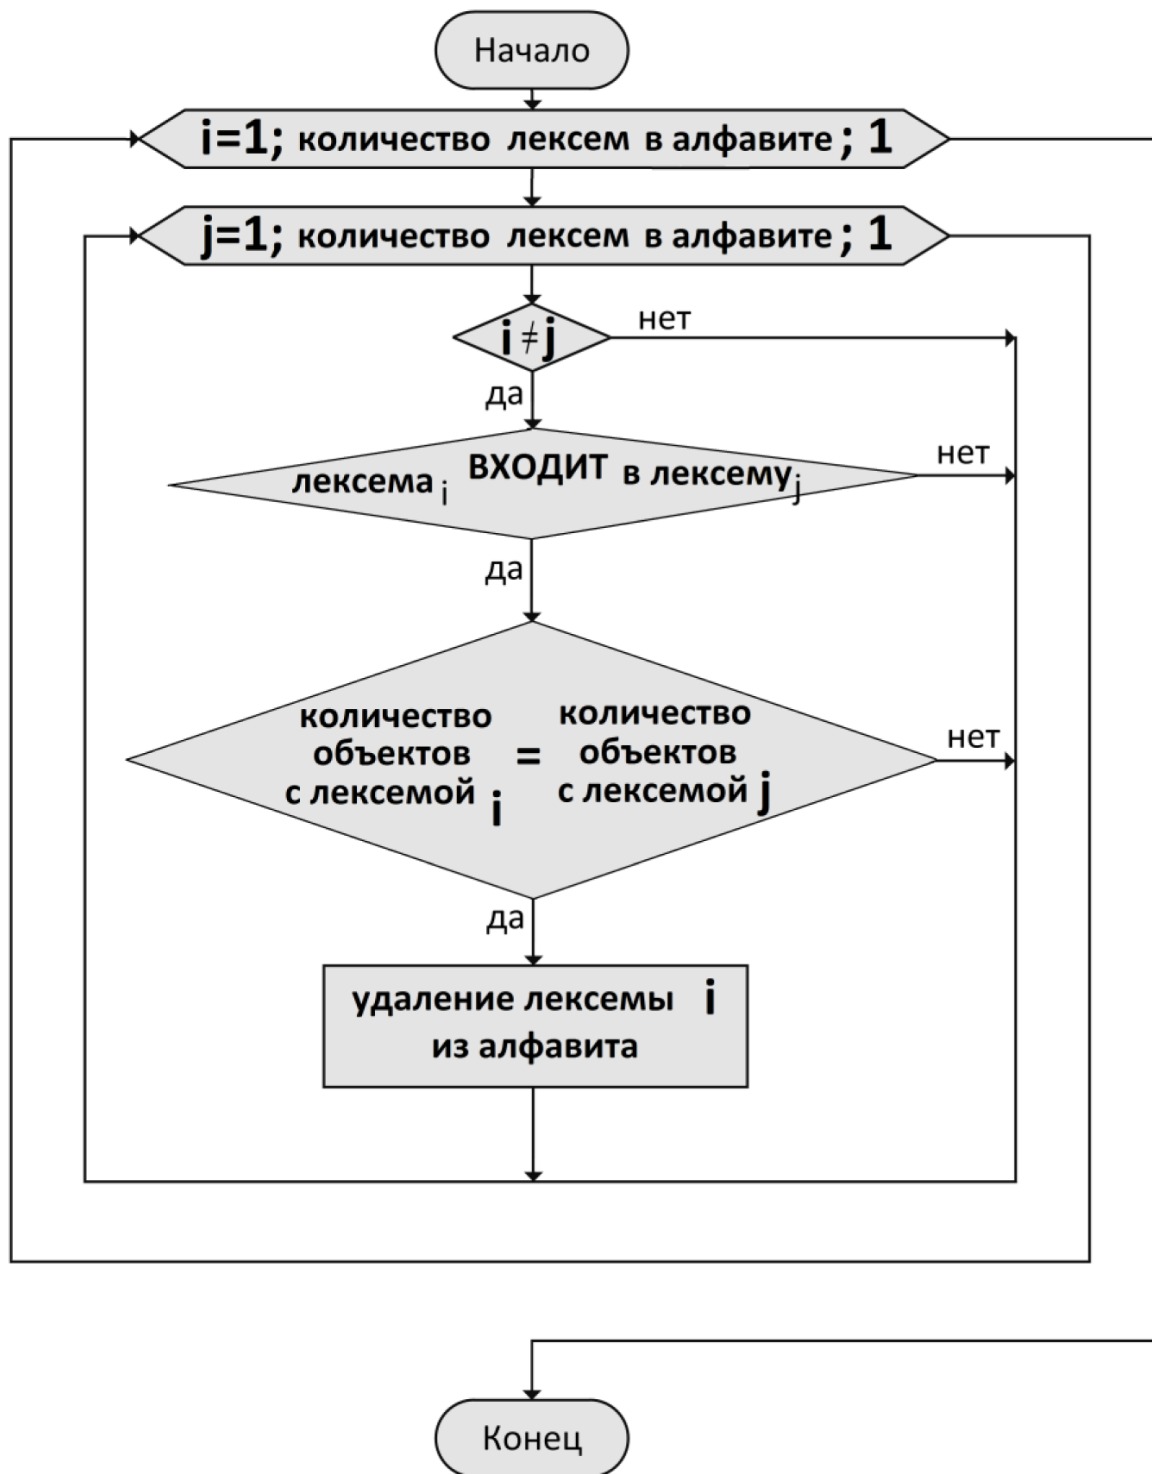 Начало
i=1; количество лексем в алфавите; 1
j=1; количество лексем в алфавите; 1
i ≠ j
нет
да
лексема i ВХОДИТ в лексему j
нет
да
количество объектов с лексемой i = количество объектов с лексемой j
нет
да
удаление лексемы i
из алфавита
Конец